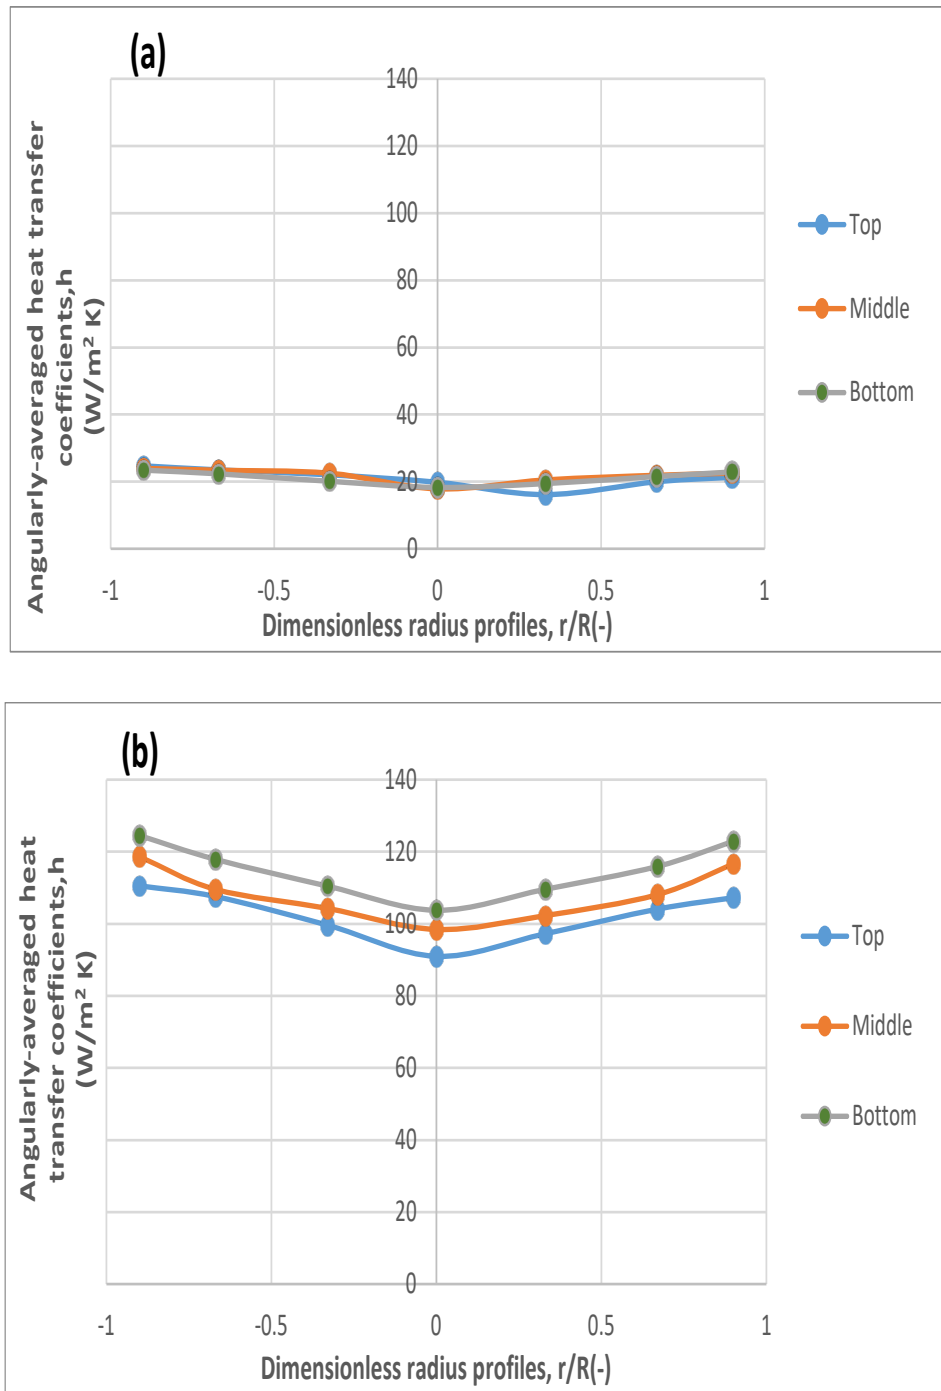 (a)
Angularly-averaged heat transfer
coefficients,h
(W/m² K)
140
120
100
80
60
40
20
0
-1
-0.5
0
0.5
1
Dimensionless radius profiles, r/R(-)
Top
Middle
Bottom
(b)
Angularly-averaged heat
transfer coefficients,h
(W/m² K)
140
120
100
80
60
40
20
0
-1
-0.5
0
0.5
1
Dimensionless radius profiles, r/R(-)
Top
Middle
Bottom